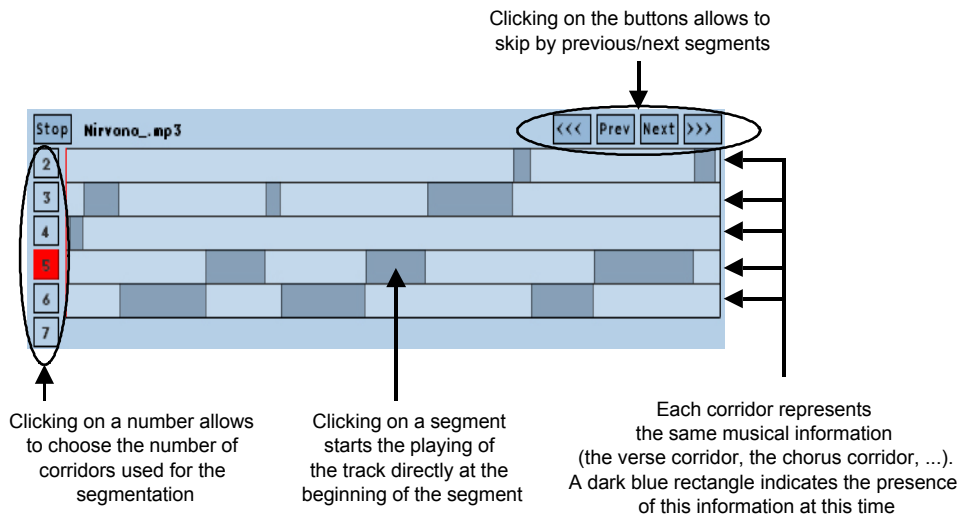 Clicking on the buttons allows to
skip by previous/next segments
Stop Nirvana_.mp3 <<< Prev Next >>>
2
3
4
5
6
7
Clicking on a number allows
to choose the number of
corridors used for the
segmentation
Clicking on a segment
starts the playing of
the track directly at the
beginning of the segment
Each corridor represents
the same musical information
(the verse corridor, the chorus corridor, ...).
A dark blue rectangle indicates the presence
of this information at this time